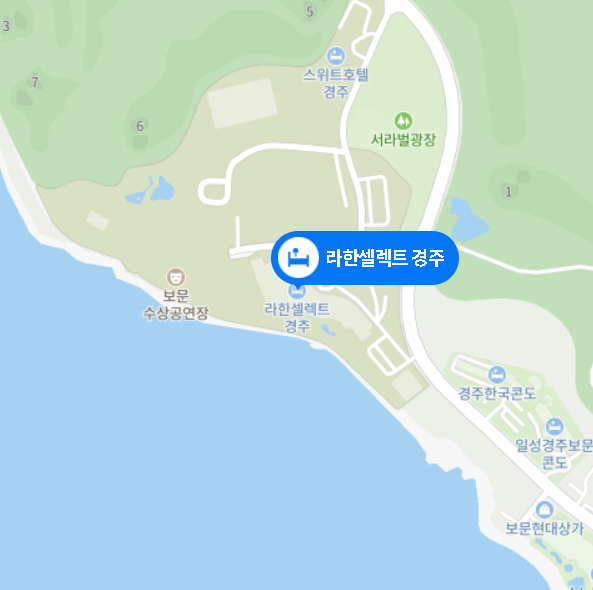 5
3
스위트호텔
경주
7
6
서라벌광장
1
라한셀렉트 경주
보문
수상공연장
라한셀렉트
경주
경주한국콘도
일성경주보문
콘도
보문현대상가